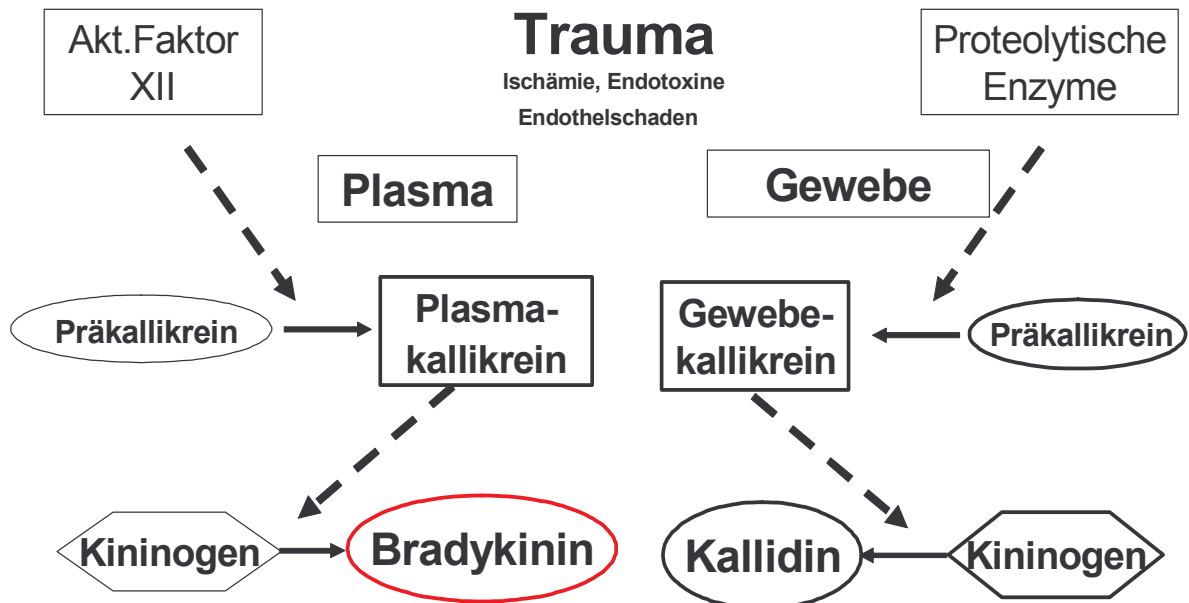 Akt.Faktor
XII
Trauma
Ischämie, Endotoxine
Endothelschaden
Proteolytische
Enzyme
Plasma
Gewebe
Präkallikrein
Plasma-
kallikrein
Gewebe-
kallikrein
Präkallikrein
Kininogen
Bradykinin
Kallidin
Kininogen